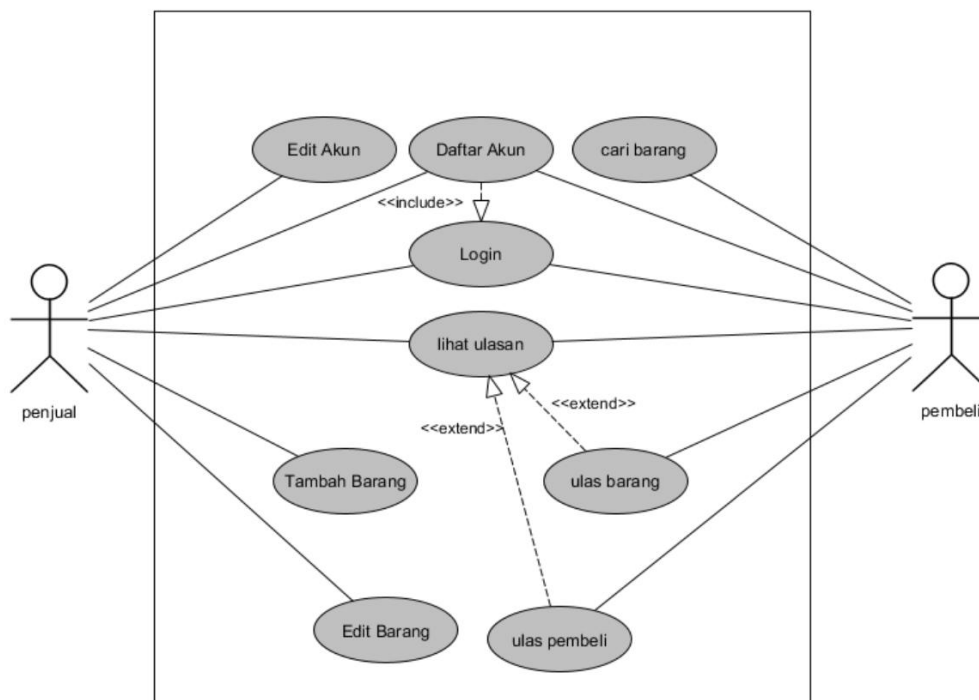 Edit Akun
Daftar Akun
cari barang
<<include>>
Login
lihat ulasan
penjual
pembeli
<<extend>>
<<extend>>
Tambah Barang
ulas barang
Edit Barang
ulas pembeli